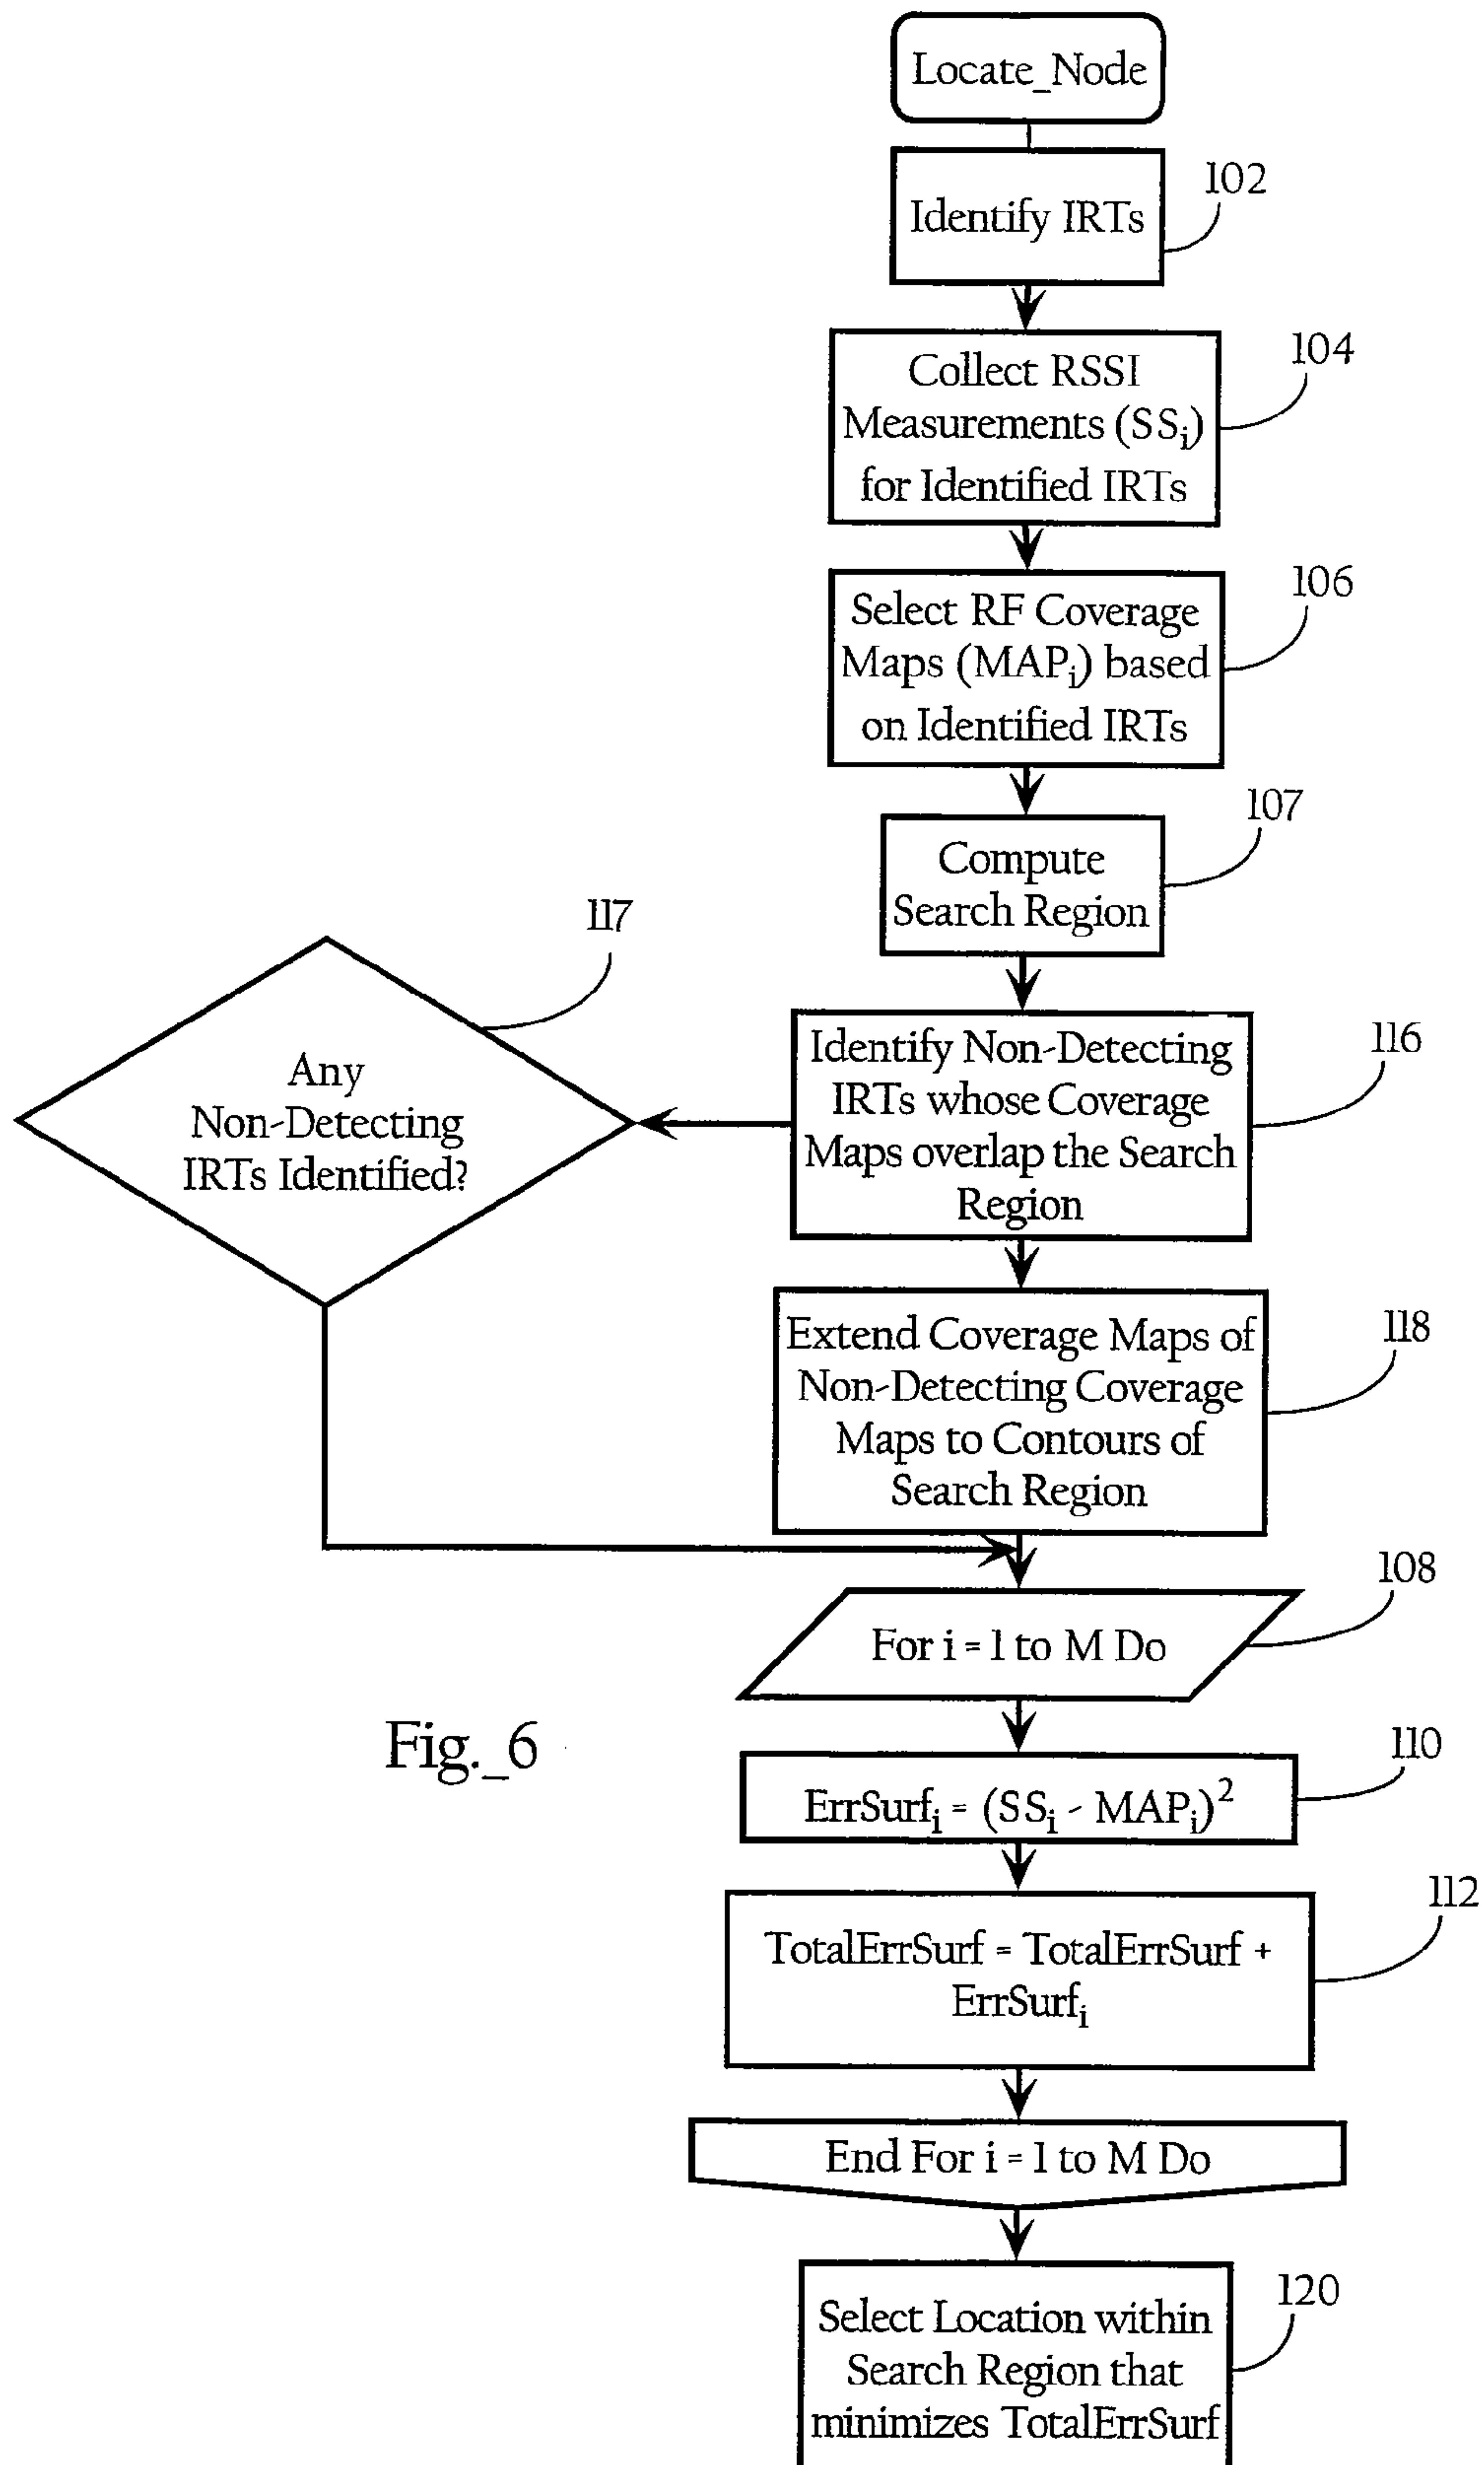 Locate_Node
102
Identify IRTs
104
Collect RSSI
Measurements (SSi)
for Identified IRTs
106
Select RF Coverage
Maps (MAPi) based
on Identified IRTs
107
Compute
Search Region
117
Any
Non-Detecting
IRTs Identified?
116
Identify Non-Detecting
IRTs whose Coverage
Maps overlap the Search
Region
118
Extend Coverage Maps of
Non-Detecting Coverage
Maps to Contours of
Search Region
108
For i = 1 to M Do
Fig._6
110
ErrSurfi = (SSi - MAPi)2
112
TotalErrSurf = TotalErrSurf +
ErrSurfi
End For i = 1 to M Do
120
Select Location within
Search Region that
minimizes TotalErrSurf